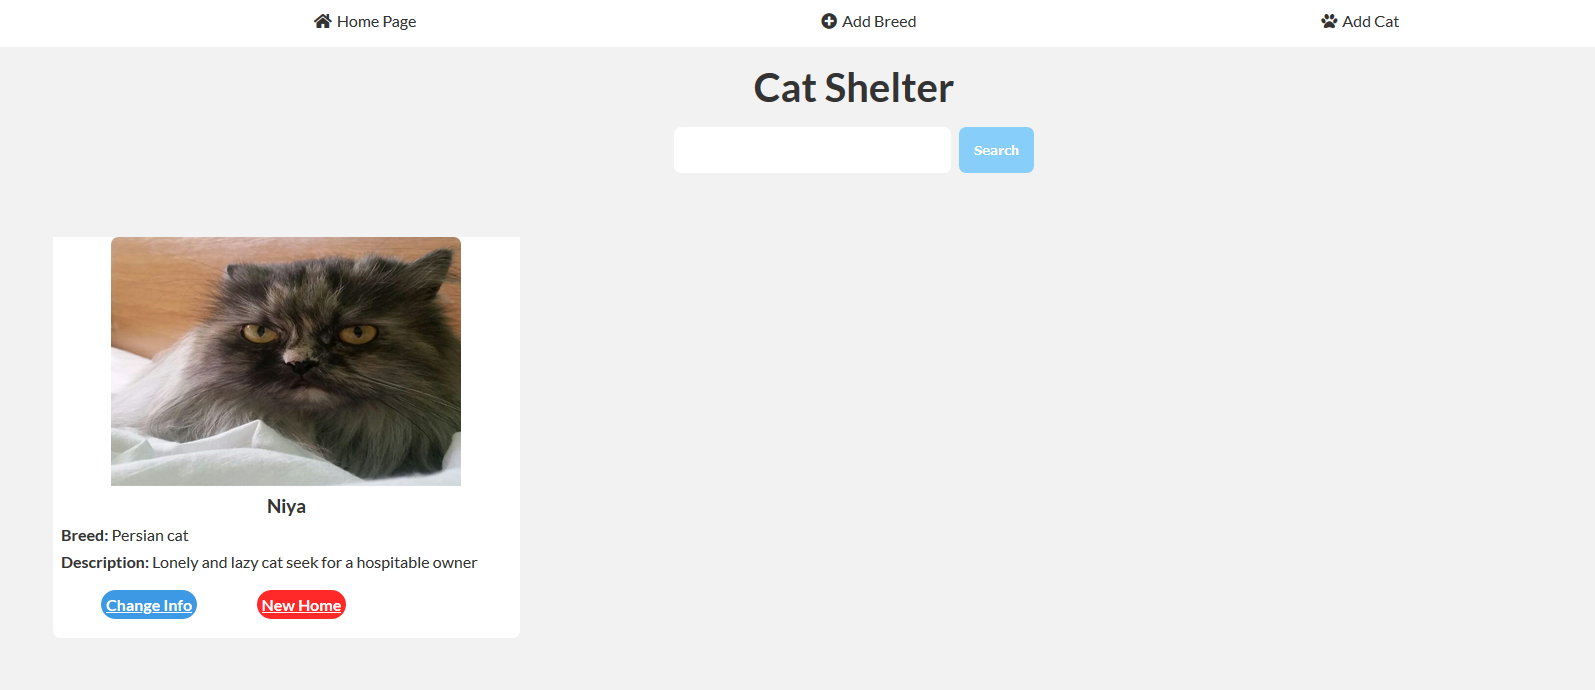 Home Page
Add Breed
Add Cat
Cat Shelter
Search
Niya
Breed: Persian cat
Description: Lonely and lazy cat seek for a hospitable owner
Change Info
New Home